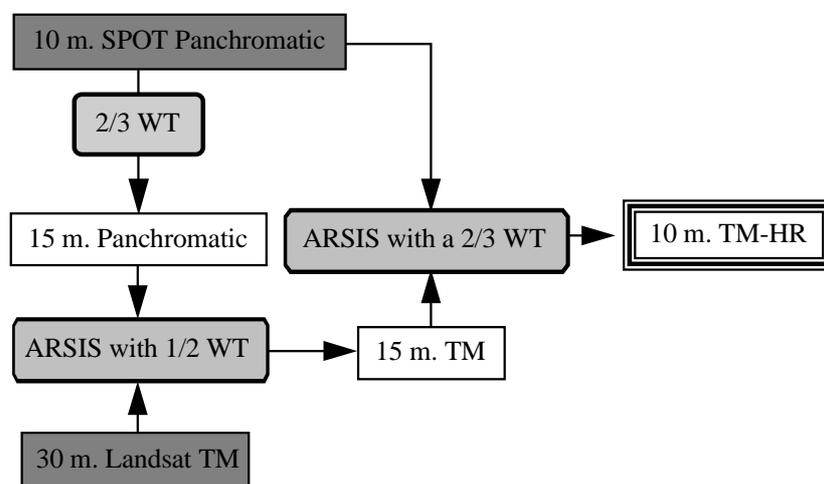 10 m. SPOT Panchromatic
2/3 WT
15 m. Panchromatic
ARSIS with a 2/3 WT
10 m. TM-HR
ARSIS with 1/2 WT
15 m. TM
30 m. Landsat TM